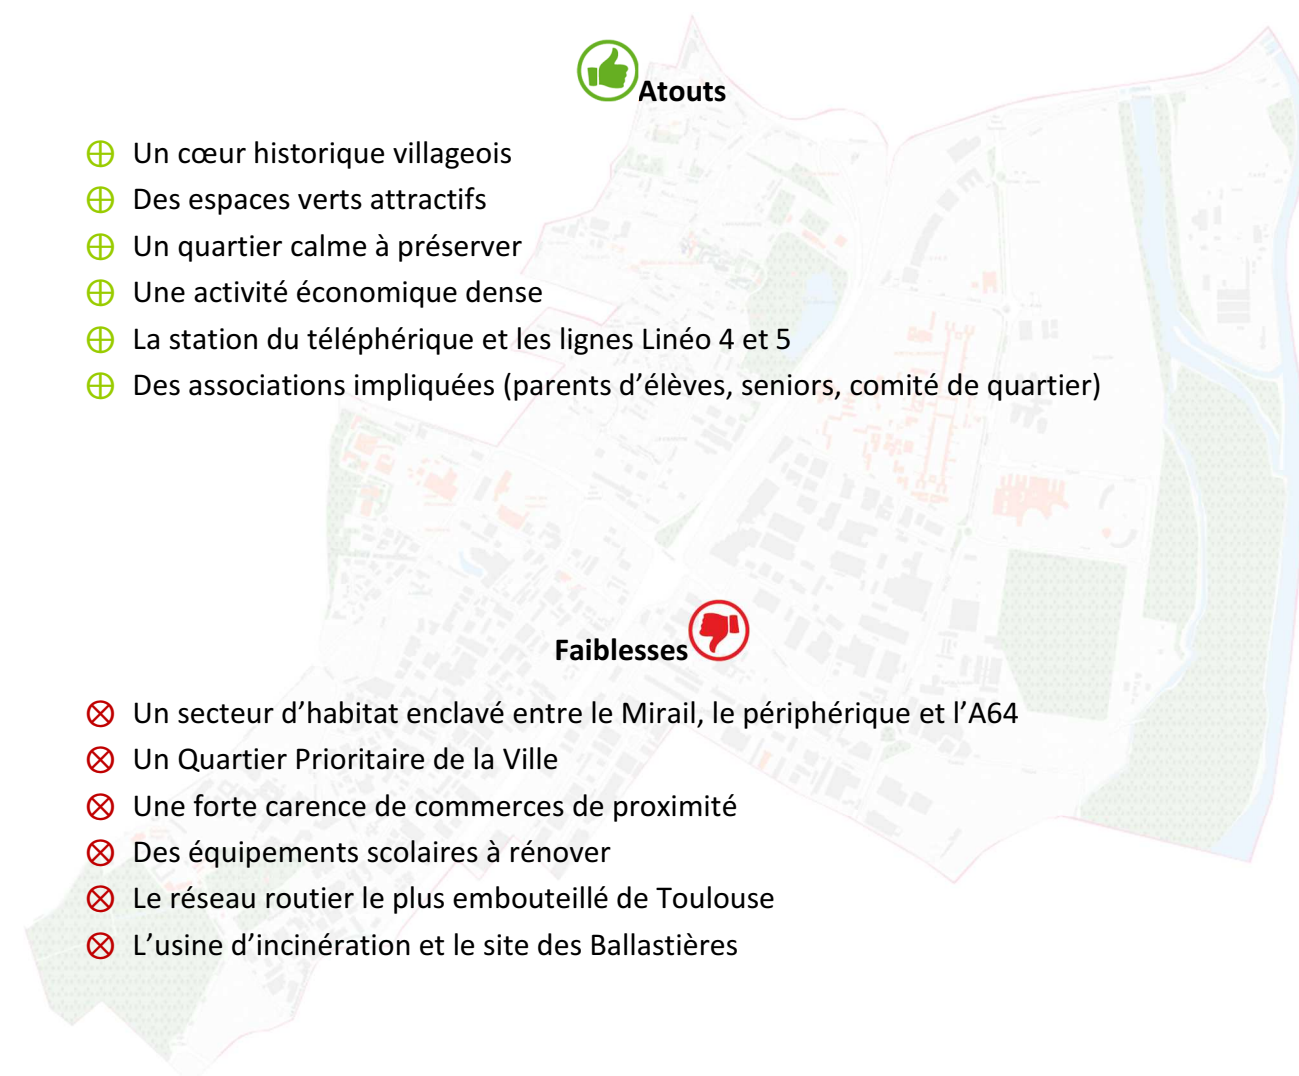 Atouts
Un cœur historique villageois
Des espaces verts attractifs
Un quartier calme à préserver
Une activité économique dense
La station du téléphérique et les lignes Linéo 4 et 5
Des associations impliquées (parents d’élèves, seniors, comité de quartier)
Faiblesses
Un secteur d’habitat enclavé entre le Mirail, le périphérique et l’A64
Un Quartier Prioritaire de la Ville
Une forte carence de commerces de proximité
Des équipements scolaires à rénover
Le réseau routier le plus embouteillé de Toulouse
L’usine d’incinération et le site des Ballastières